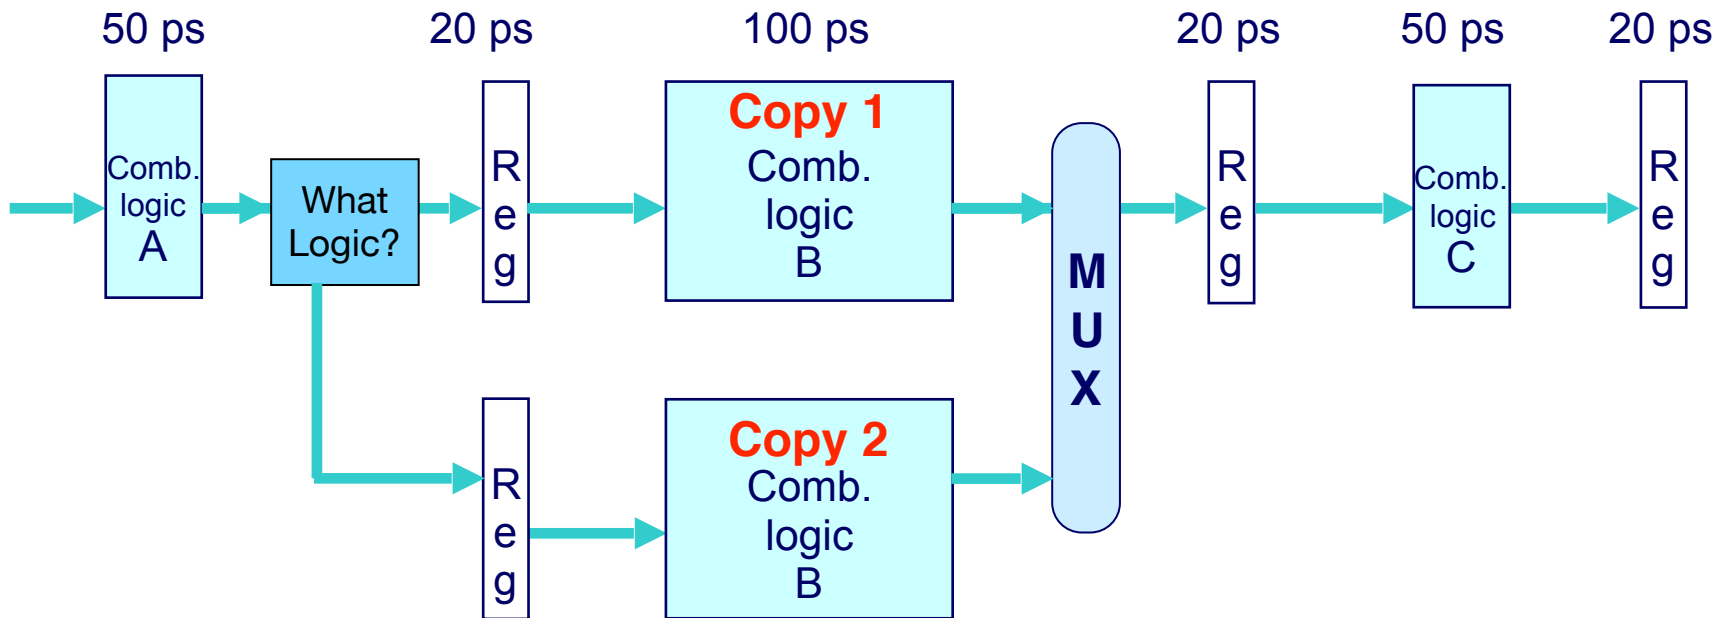 50 ps
20 ps
100 ps
20 ps
50 ps
20 ps
Comb.
logic
A
What
Logic?
R
e
g
Copy 1
Comb.
logic
B
M
U
X
R
e
g
Comb.
logic
C
R
e
g
R
e
g
Copy 2
Comb.
logic
B